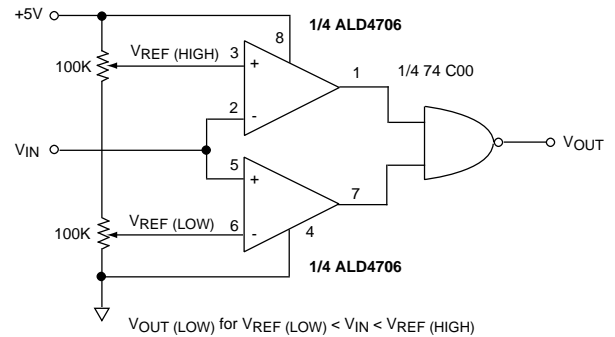 +5V
1/4 ALD4706
8
VREF (HIGH)
3
+
100K
1
1/4 74 C00
2
-
VIN
VOUT
5
+
7
VREF (LOW)
100K
6
-
4
1/4 ALD4706
VOUT (LOW) for VREF (LOW) < VIN < VREF (HIGH)